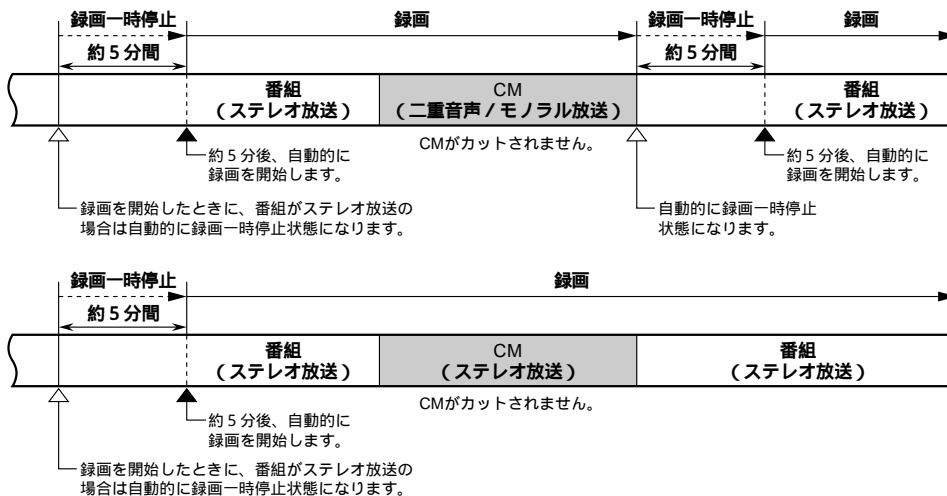 録画一時停止 録画 録画一時停止 録画
約5分間 約5分間
番組 CM 番組
(ステレオ放送) (二重音声/モノラル放送) (ステレオ放送)
CMがカットされません。
約5分後、自動的に
録画を開始します。
約5分後、自動的に
録画を開始します。
録画を開始したときに、番組がステレオ放送の
場合は自動的に録画一時停止状態になります。
自動的に録画一時停止
状態になります。
録画一時停止 録画
約5分間
番組 CM 番組
(ステレオ放送) (ステレオ放送) (ステレオ放送)
CMがカットされません。
約5分後、自動的に
録画を開始します。
録画を開始したときに、番組がステレオ放送の
場合は自動的に録画一時停止状態になります。